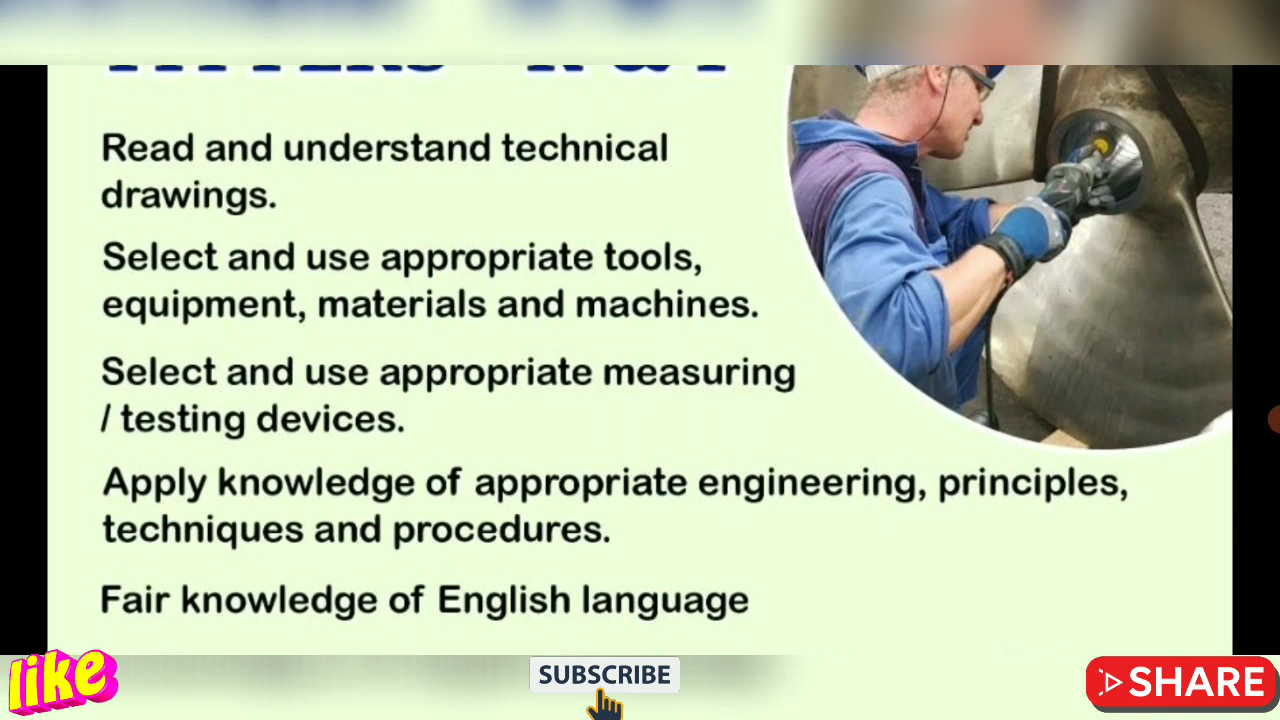 Read and understand technical
drawings.
Select and use appropriate tools,
equipment, materials and machines.
Select and use appropriate measuring
/ testing devices.
Apply knowledge of appropriate engineering, principles,
techniques and procedures.
Fair knowledge of English language
like
SUBSCRIBE
SHARE